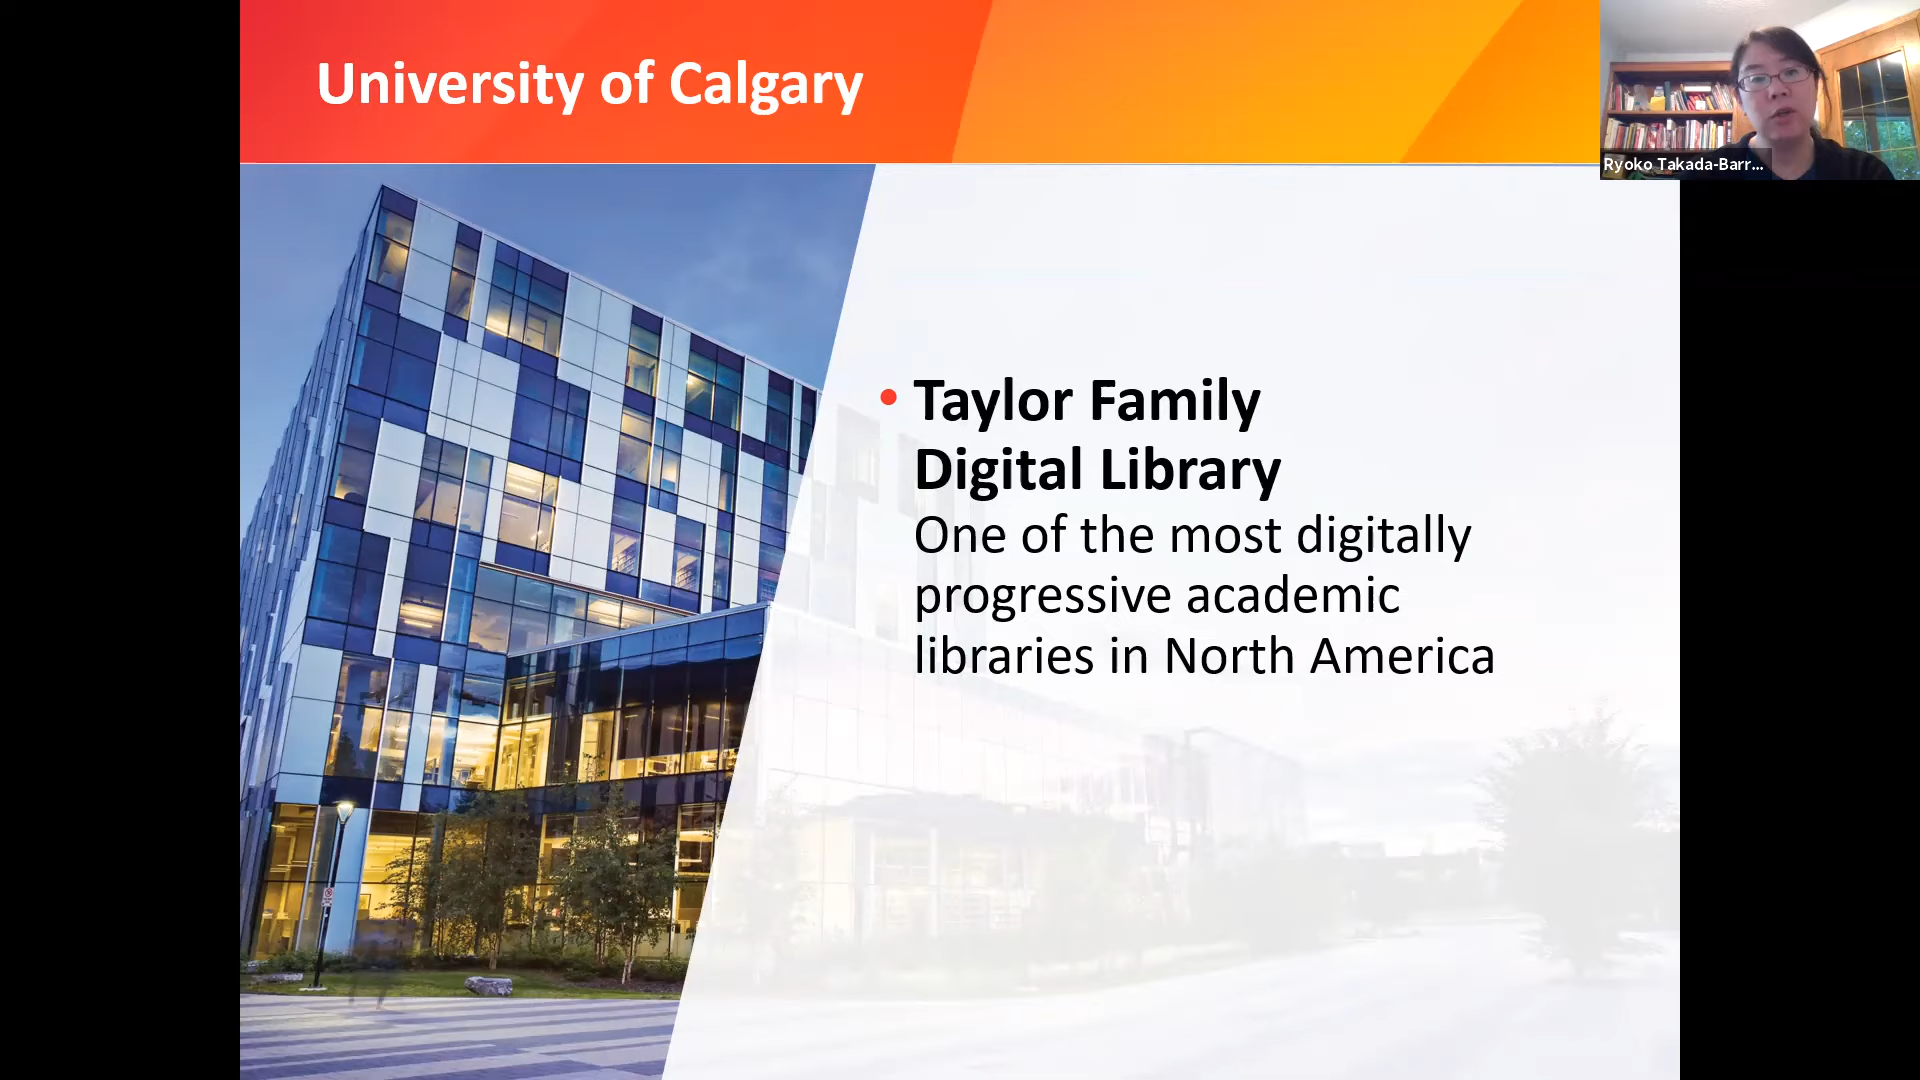 University of Calgary
Ryoko Takada-Barr...
• Taylor Family
Digital Library
One of the most digitally
progressive academic
libraries in North America